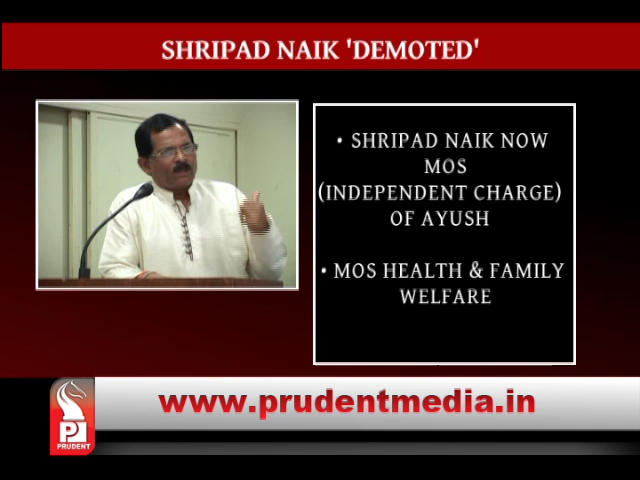 SHRIPAD NAIK 'DEMOTED'
• SHRIPAD NAIK NOW
MOS
(INDEPENDENT CHARGE)
OF AYUSH
• MOS HEALTH & FAMILY
WELFARE
www.prudentmedia.in
P
PRUDENT